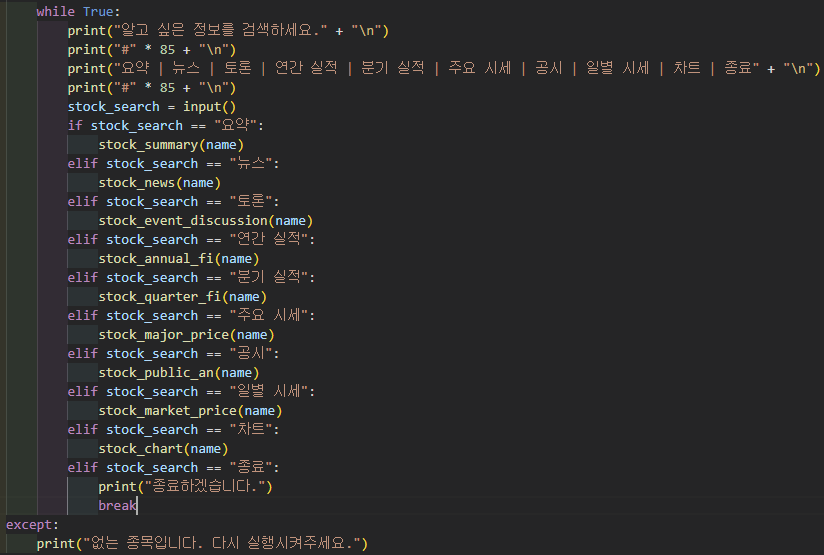 while True:
print("알고 싶은 정보를 검색하세요." + "\n")
print("#" * 85 + "\n")
print("요약 | 뉴스 | 토론 | 연간 실적 | 분기 실적 | 주요 시세 | 공시 | 일별 시세 | 차트 | 종료" + "\n")
print("#" * 85 + "\n")
stock_search = input()
if stock_search == "요약":
stock_summary(name)
elif stock_search == "뉴스":
stock_news(name)
elif stock_search == "토론":
stock_event_discussion(name)
elif stock_search == "연간 실적":
stock_annual_fi(name)
elif stock_search == "분기 실적":
stock_quarter_fi(name)
elif stock_search == "주요 시세":
stock_major_price(name)
elif stock_search == "공시":
stock_public_an(name)
elif stock_search == "일별 시세":
stock_market_price(name)
elif stock_search == "차트":
stock_chart(name)
elif stock_search == "종료":
print("종료하겠습니다.")
break
except:
print("없는 종목입니다. 다시 실행시켜주세요.")